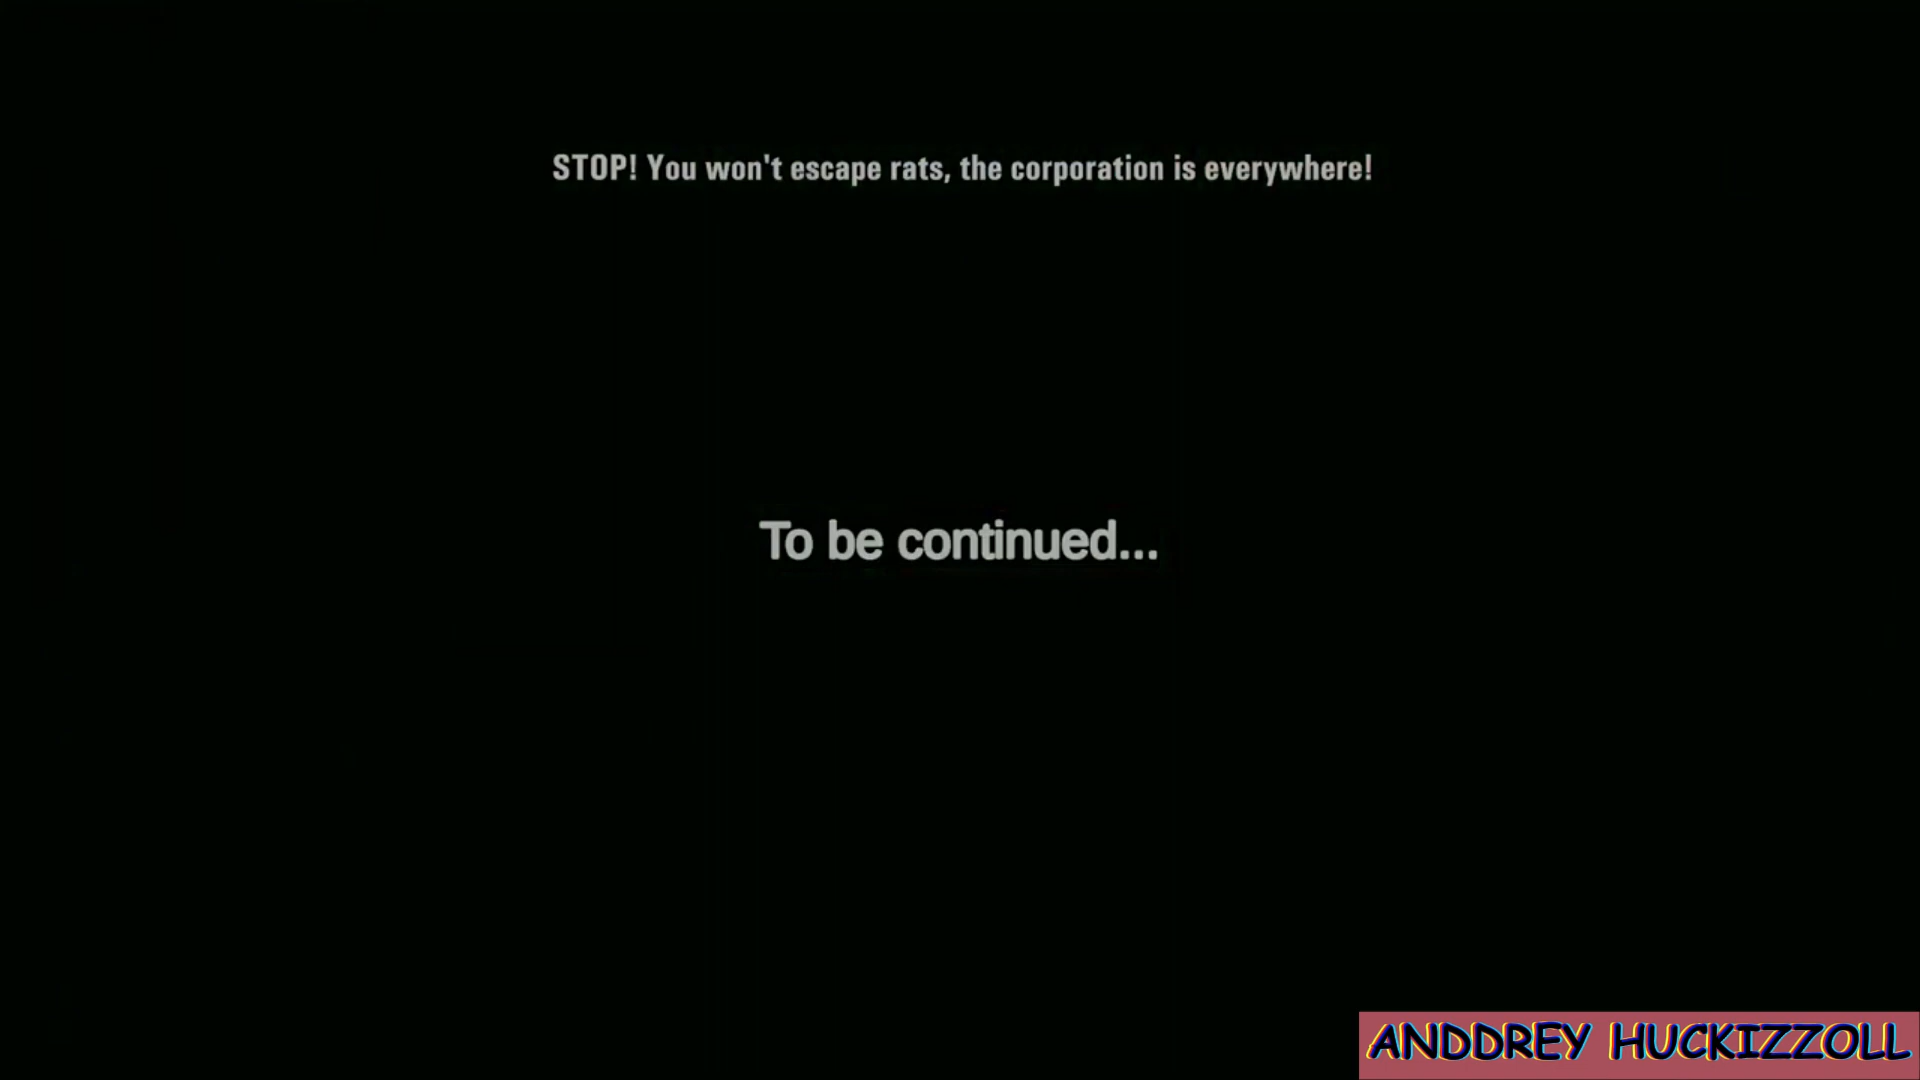 STOP! You won't escape rats, the corporation is everywhere!
To be continued...
ANDDREY HUCKIZZOLL